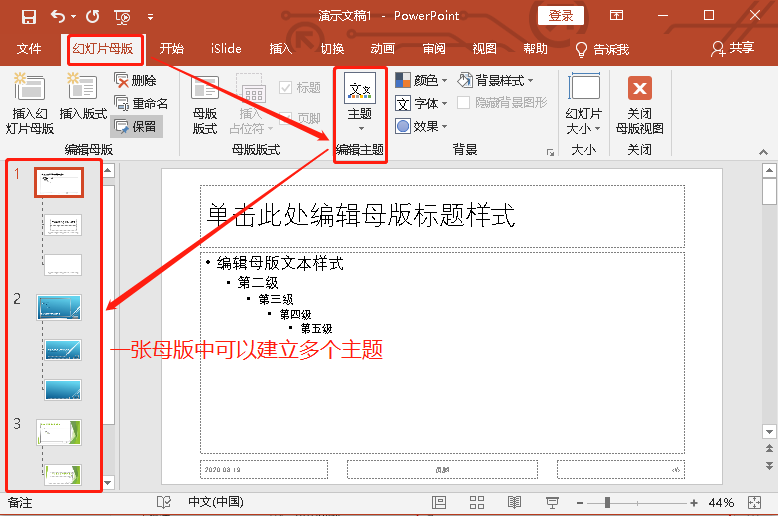 演示文稿1 - PowerPoint
登录
文件 幻灯片母版 开始 iSlide 插入 切换 动画 审阅 视图 帮助 告诉我 共享
插入幻灯片母版
插入版式
删除
重命名
保留
编辑母版
母版版式
插入占位符
标题
页脚
母版版式
文文
主题
编辑主题
颜色
文 字体
效果
背景样式
隐藏背景图形
背景
幻灯片大小
大小
关闭母版视图
关闭
1
2
3
单击此处编辑母版标题样式
• 编辑母版文本样式
• 第二级
• 第三级
• 第四级
• 第五级
一张母版中可以建立多个主题
2020.08.19
页脚
‹#›
备注
中文(中国)
44%